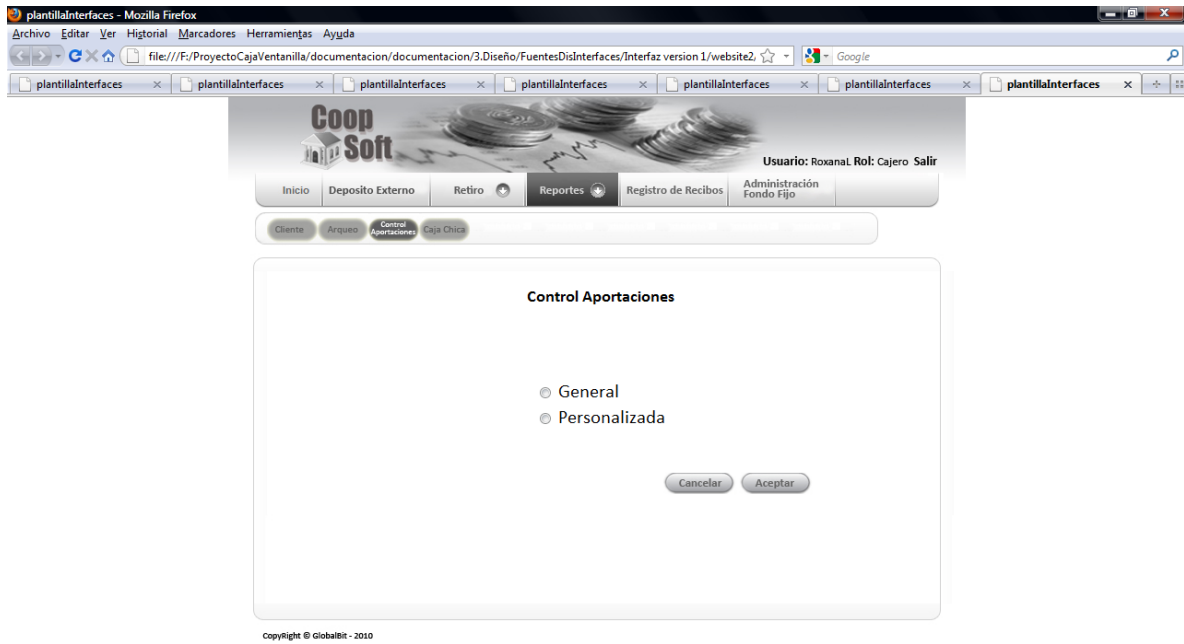 plantillaInterfaces - Mozilla Firefox
Archivo Editar Ver Historial Marcadores Herramientas Ayuda
file:///F:/ProyectoCajaVentanilla/documentacion/documentacion/3.Diseño/FuentesDisInterfaces/Interfaz version 1/website2, Google
plantillaInterfaces plantillaInterfaces plantillaInterfaces plantillaInterfaces plantillaInterfaces plantillaInterfaces plantillaInterfaces
Coop
Soft
Usuario: RoxanaL Rol: Cajero Salir
Inicio Deposito Externo Retiro Reportes Registro de Recibos Administración
Fondo Fijo
Cliente Arqueo Control
Aportaciones Caja Chica
Control Aportaciones
General
Personalizada
Cancelar Aceptar
CopyRight © GlobalBit - 2010